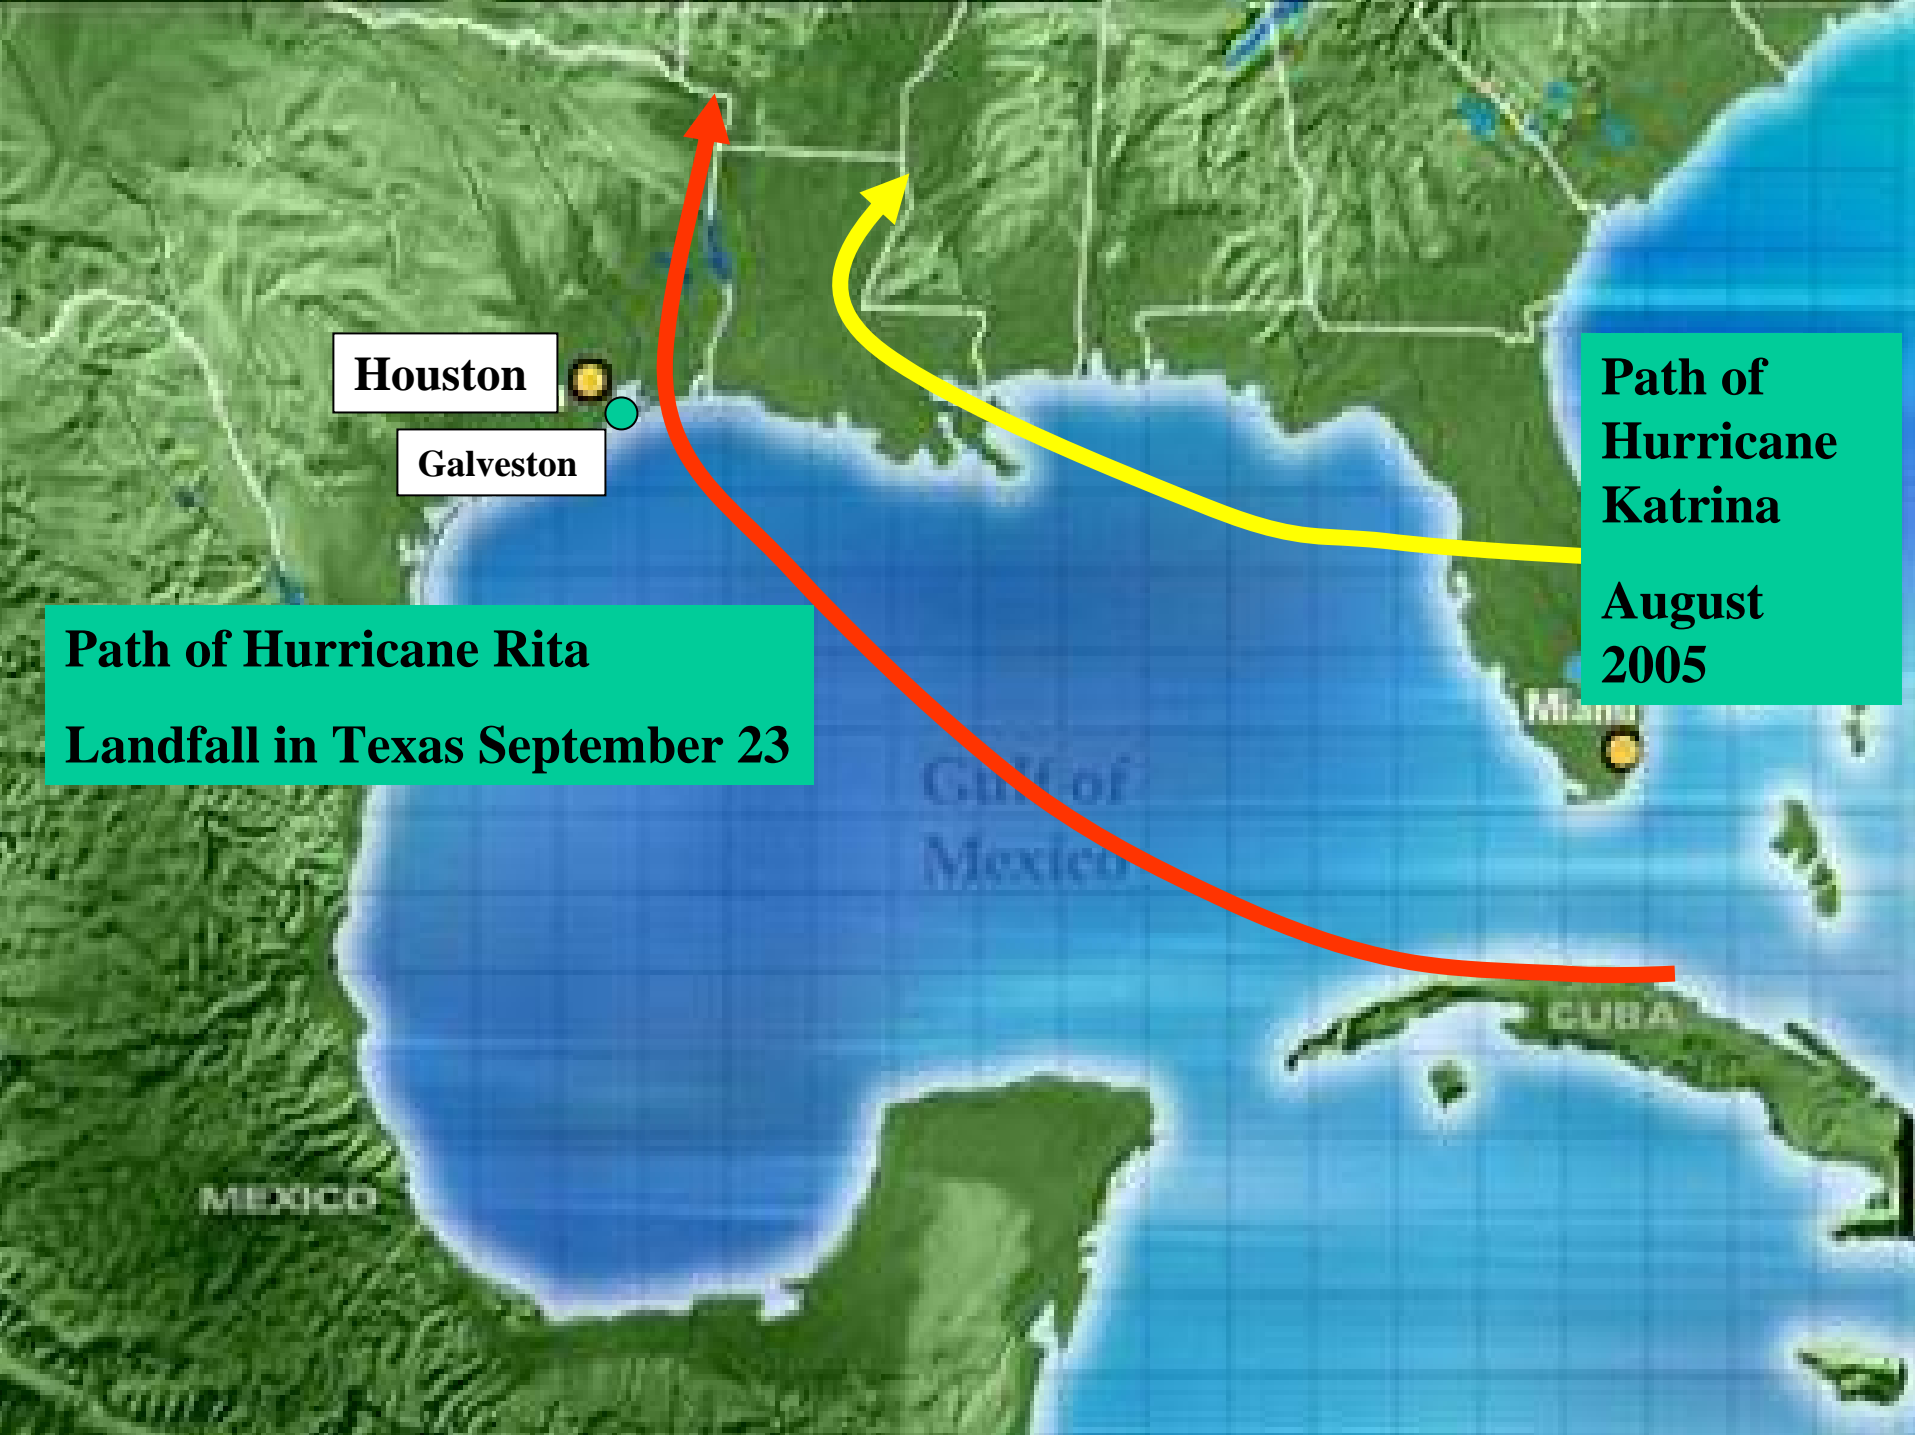 Houston
Galveston
Path of
Hurricane
Katrina
August
2005
Path of Hurricane Rita
Landfall in Texas September 23
Miami
Gulf of
Mexico
CUBA
MEXICO